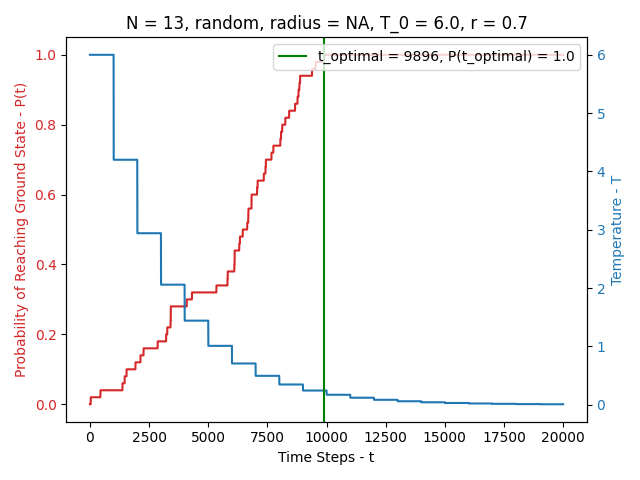 N = 13, random, radius = NA, T_0 = 6.0, r = 0.7
t_optimal = 9896, P(t_optimal) = 1.0
Probability of Reaching Ground State - P(t)
1.0
0.8
0.6
0.4
0.2
0.0
6
5
4
3
2
1
0
Temperature - T
0 2500 5000 7500 10000 12500 15000 17500 20000
Time Steps - t